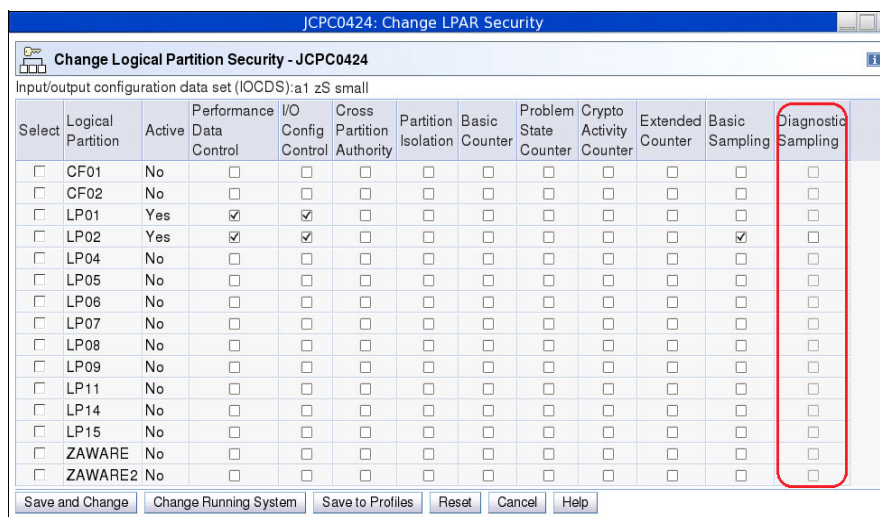 JCPC0424: Change LPAR Security
Change Logical Partition Security - JCPC0424
i
Input/output configuration data set (IOCDS):a1 zS small
Select Logical Partition Active Performance Data Control I/O Config Control Cross Partition Authority Partition Isolation Basic Counter Problem State Counter Crypto Activity Counter Extended Counter Basic Sampling Diagnostic Sampling
CF01 No
CF02 No
LP01 Yes
LP02 Yes
LP04 No
LP05 No
LP06 No
LP07 No
LP08 No
LP09 No
LP11 No
LP14 No
LP15 No
ZAWARE No
ZAWARE2 No
Save and Change Change Running System Save to Profiles Reset Cancel Help